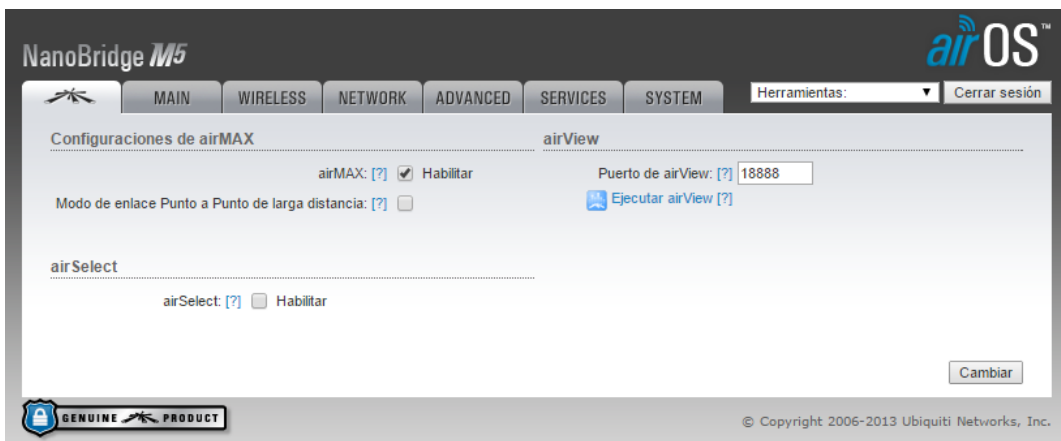 NanoBridge M5
airOS™
MAIN WIRELESS NETWORK ADVANCED SERVICES SYSTEM Herramientas: Cerrar sesión
Configuraciones de airMAX
airMAX: [?] Habilitar
Modo de enlace Punto a Punto de larga distancia: [?]
airSelect
airSelect: [?] Habilitar
airView
Puerto de airView: [?] 18888
Ejecutar airView [?]
Cambiar
GENUINE PRODUCT
© Copyright 2006-2013 Ubiquiti Networks, Inc.